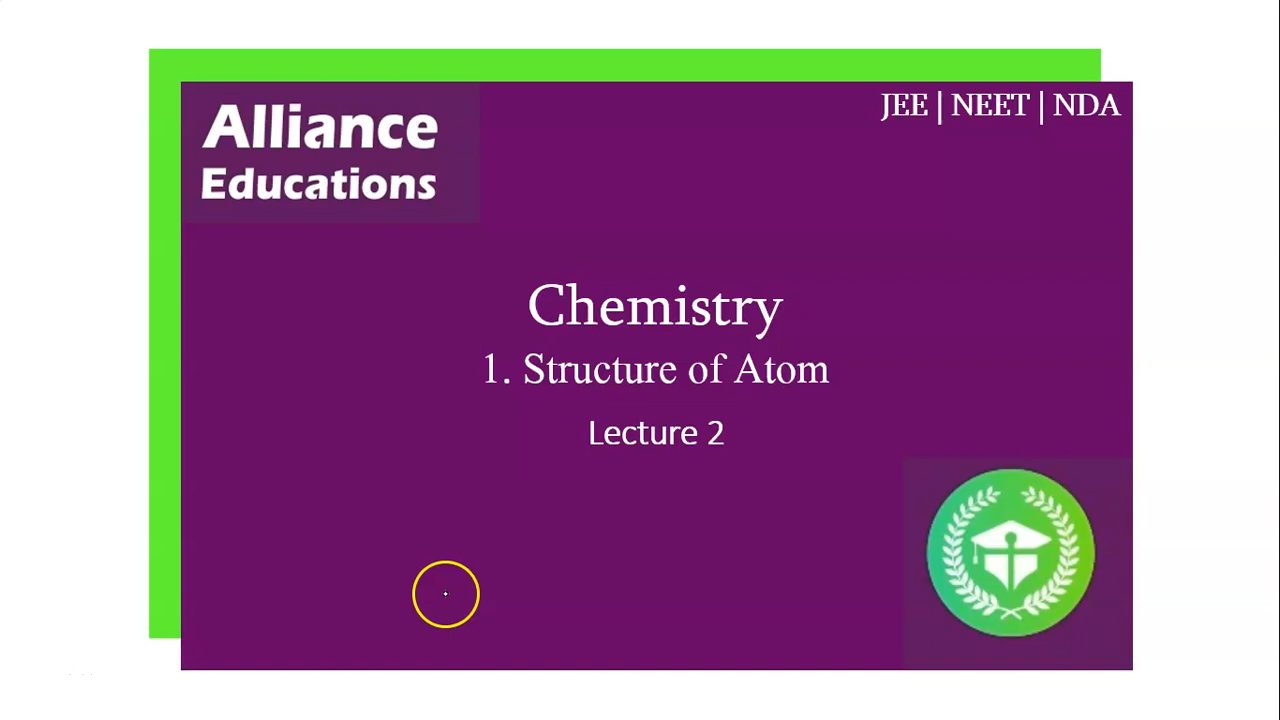 Alliance
Educations
JEE | NEET | NDA
Chemistry
1. Structure of Atom
Lecture 2